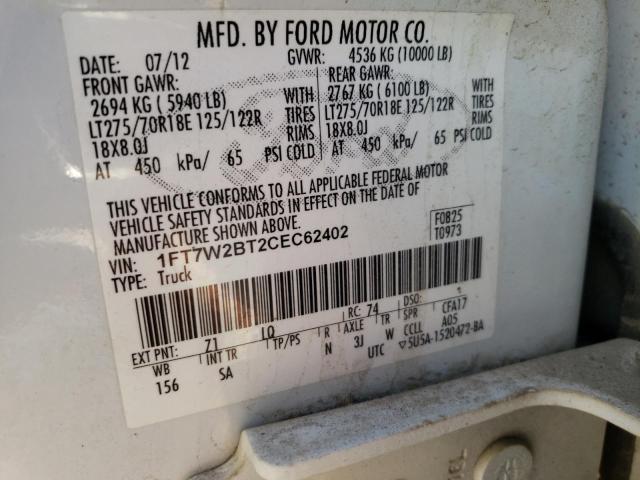 MFD. BY FORD MOTOR CO.
DATE: 07/12 GVWR: 4536 KG (10000 LB)
FRONT GAWR: REAR GAWR:
2694 KG ( 5940 LB) WITH 2767 KG ( 6100 LB) WITH
LT275/70R18E 125/122R TIRES LT275/70R18E 125/122R TIRES
18X8.0J RIMS 18X8.0J RIMS
AT 450 kPa/ 65 PSI COLD AT 450 kPa/ 65 PSI COLD
THIS VEHICLE CONFORMS TO ALL APPLICABLE FEDERAL MOTOR
VEHICLE SAFETY STANDARDS IN EFFECT ON THE DATE OF
MANUFACTURE SHOWN ABOVE.
VIN: 1FT7W2BT2CEC62402
TYPE: Truck
F0825
T0973
EXT PNT: Z1 LQ RC: 74 DSO:
WB INT TR TP/PS R AXLE TR SPR CFA17
156 SA N 3J W CCLL A05
UTC ▽5U5A-1520472-BA